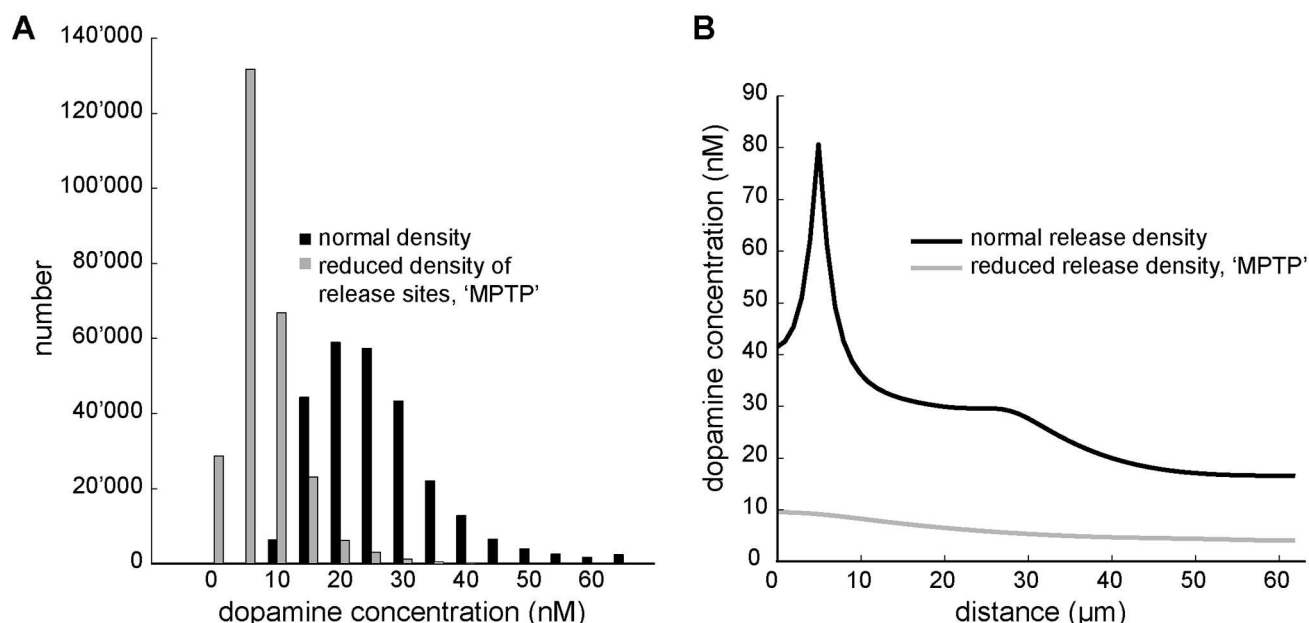 A
140'000
120'000
100'000
80'000
60'000
40'000
20'000
0
number
normal density
reduced density of
release sites, ‘MPTP’
0 10 20 30 40 50 60
dopamine concentration (nM)
B
90
80
70
60
50
40
30
20
10
0
dopamine concentration (nM)
normal release density
reduced release density, ‘MPTP’
0 10 20 30 40 50 60
distance (µm)